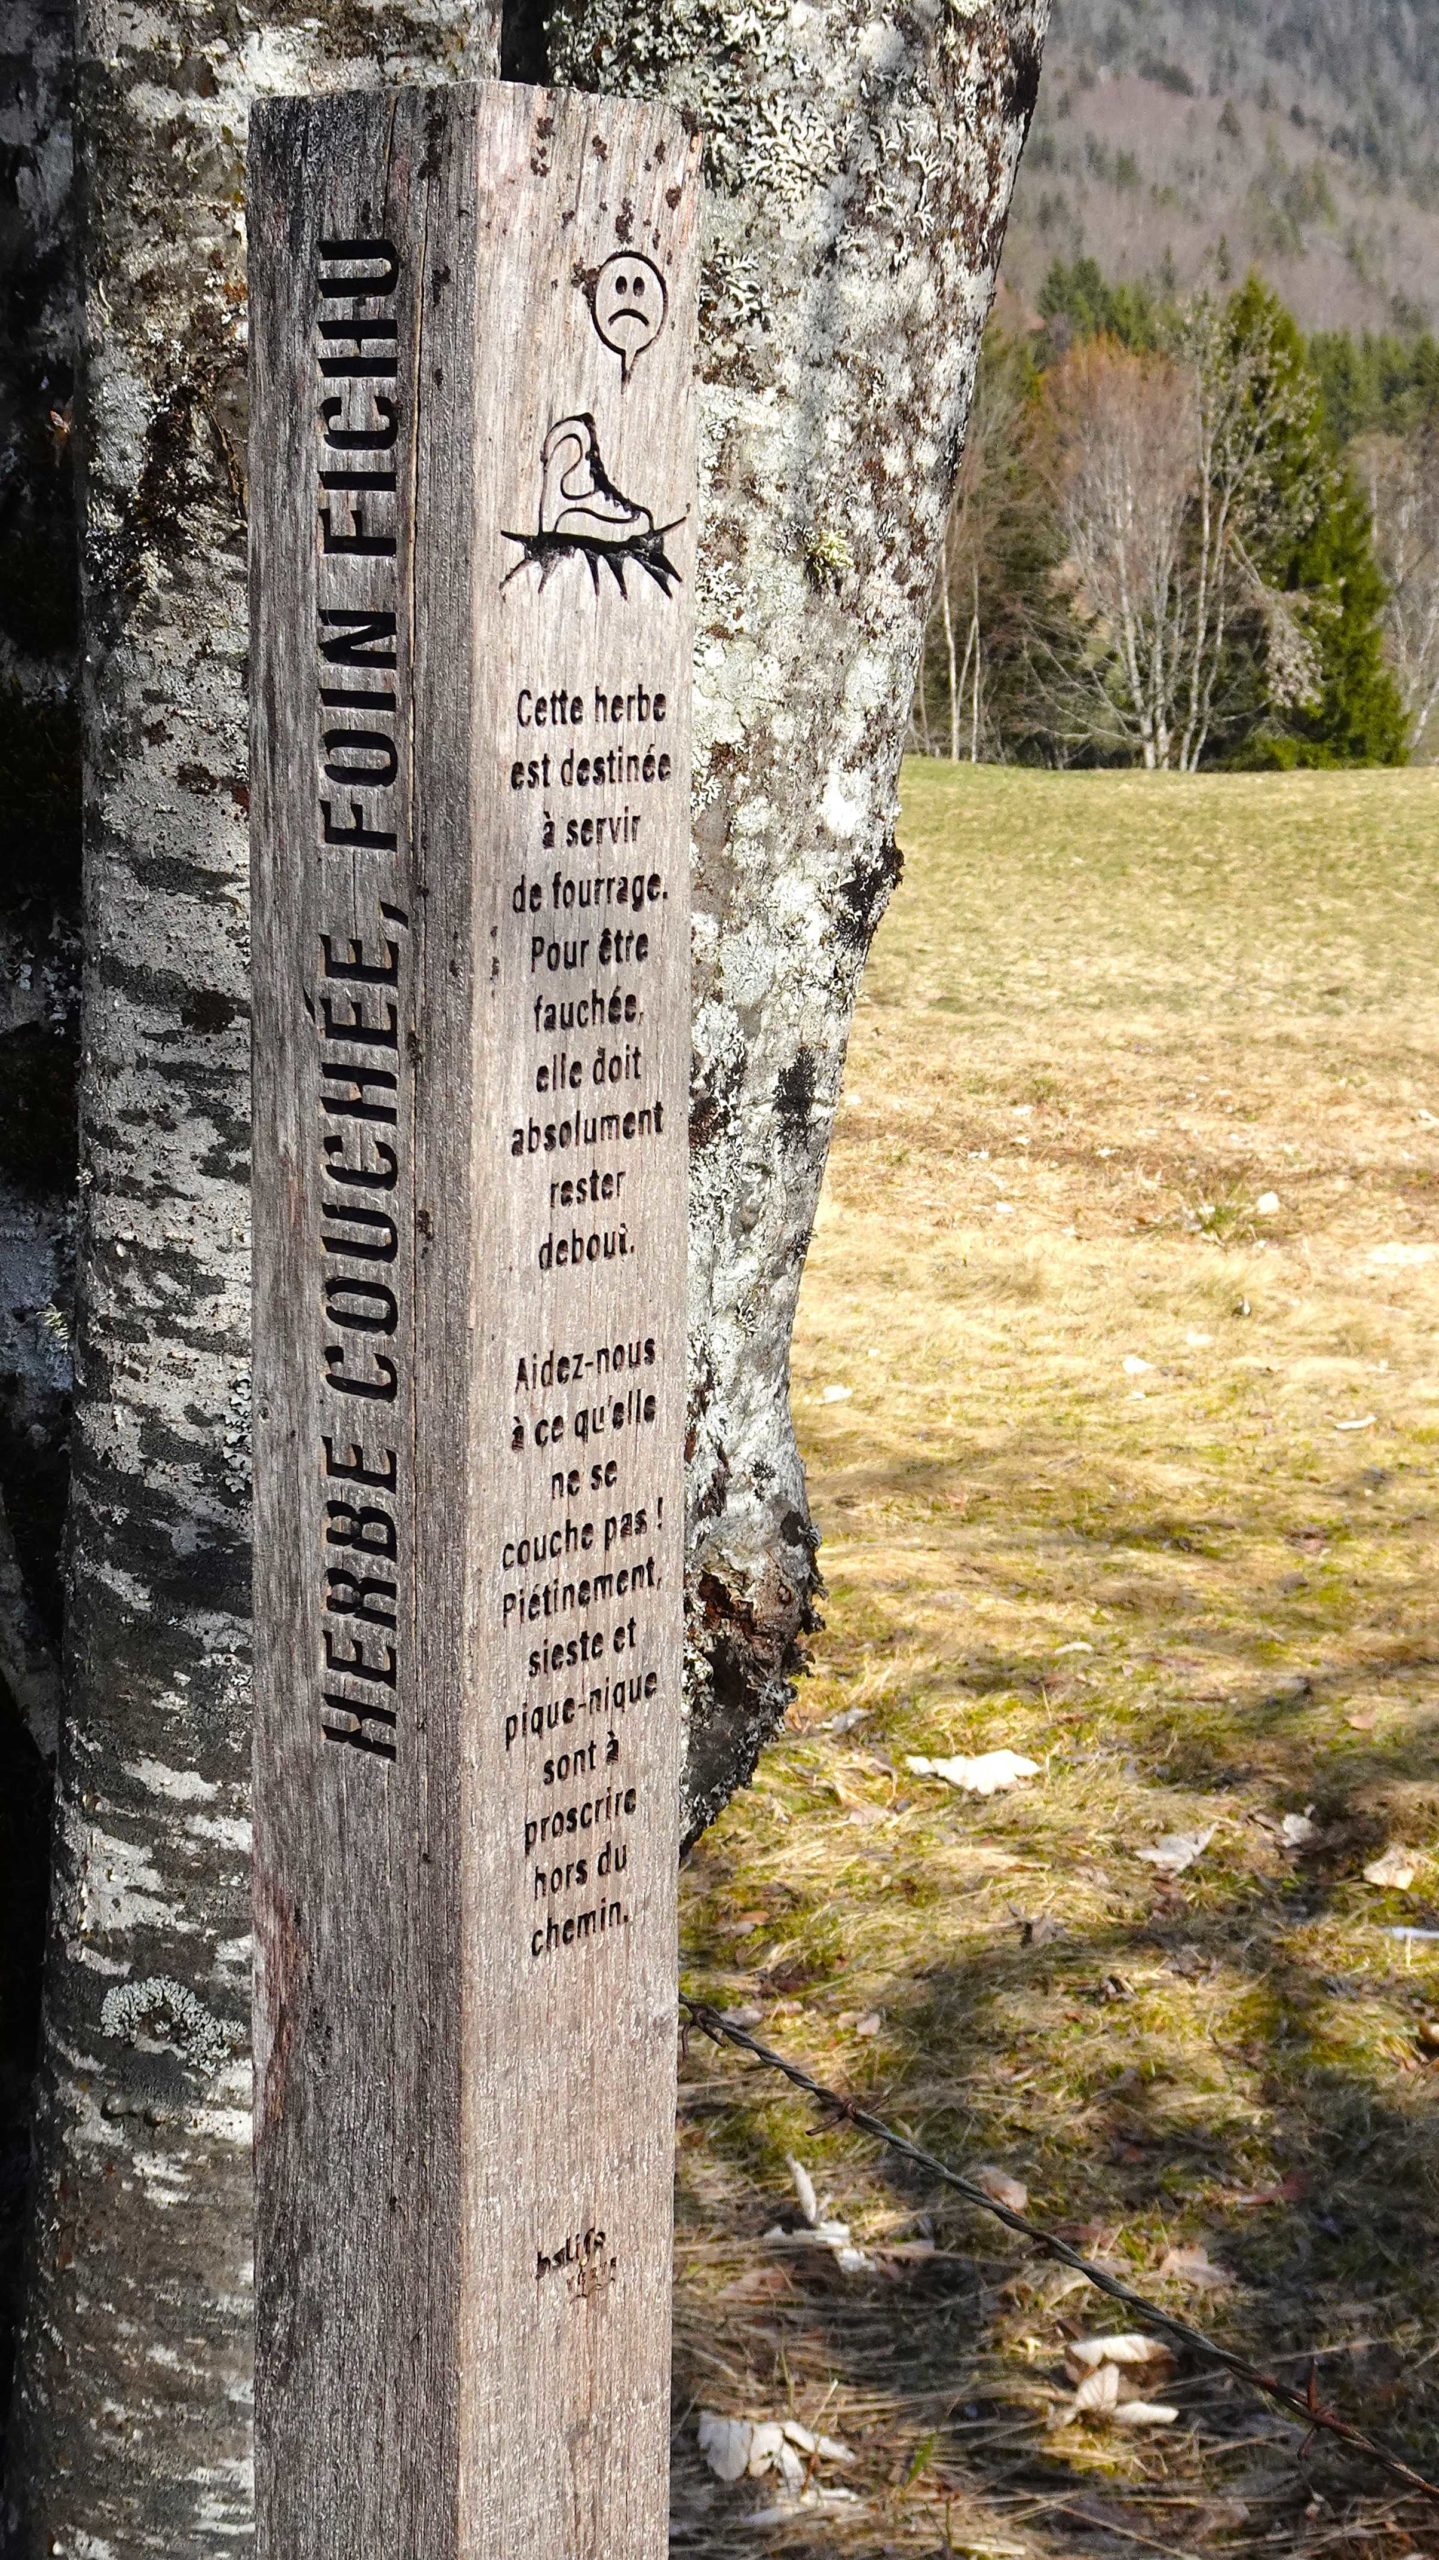 HERBE COUCHÉE, FOIN FICHU
Cette herbe
est destinée
à servir
de fourrage.
Pour être
fauchée,
elle doit
absolument
rester
debout.
Aidez-nous
à ce qu'elle
ne se
couche pas !
Piétinement,
sieste et
pique-nique
sont à
proscrire
hors du
chemin.